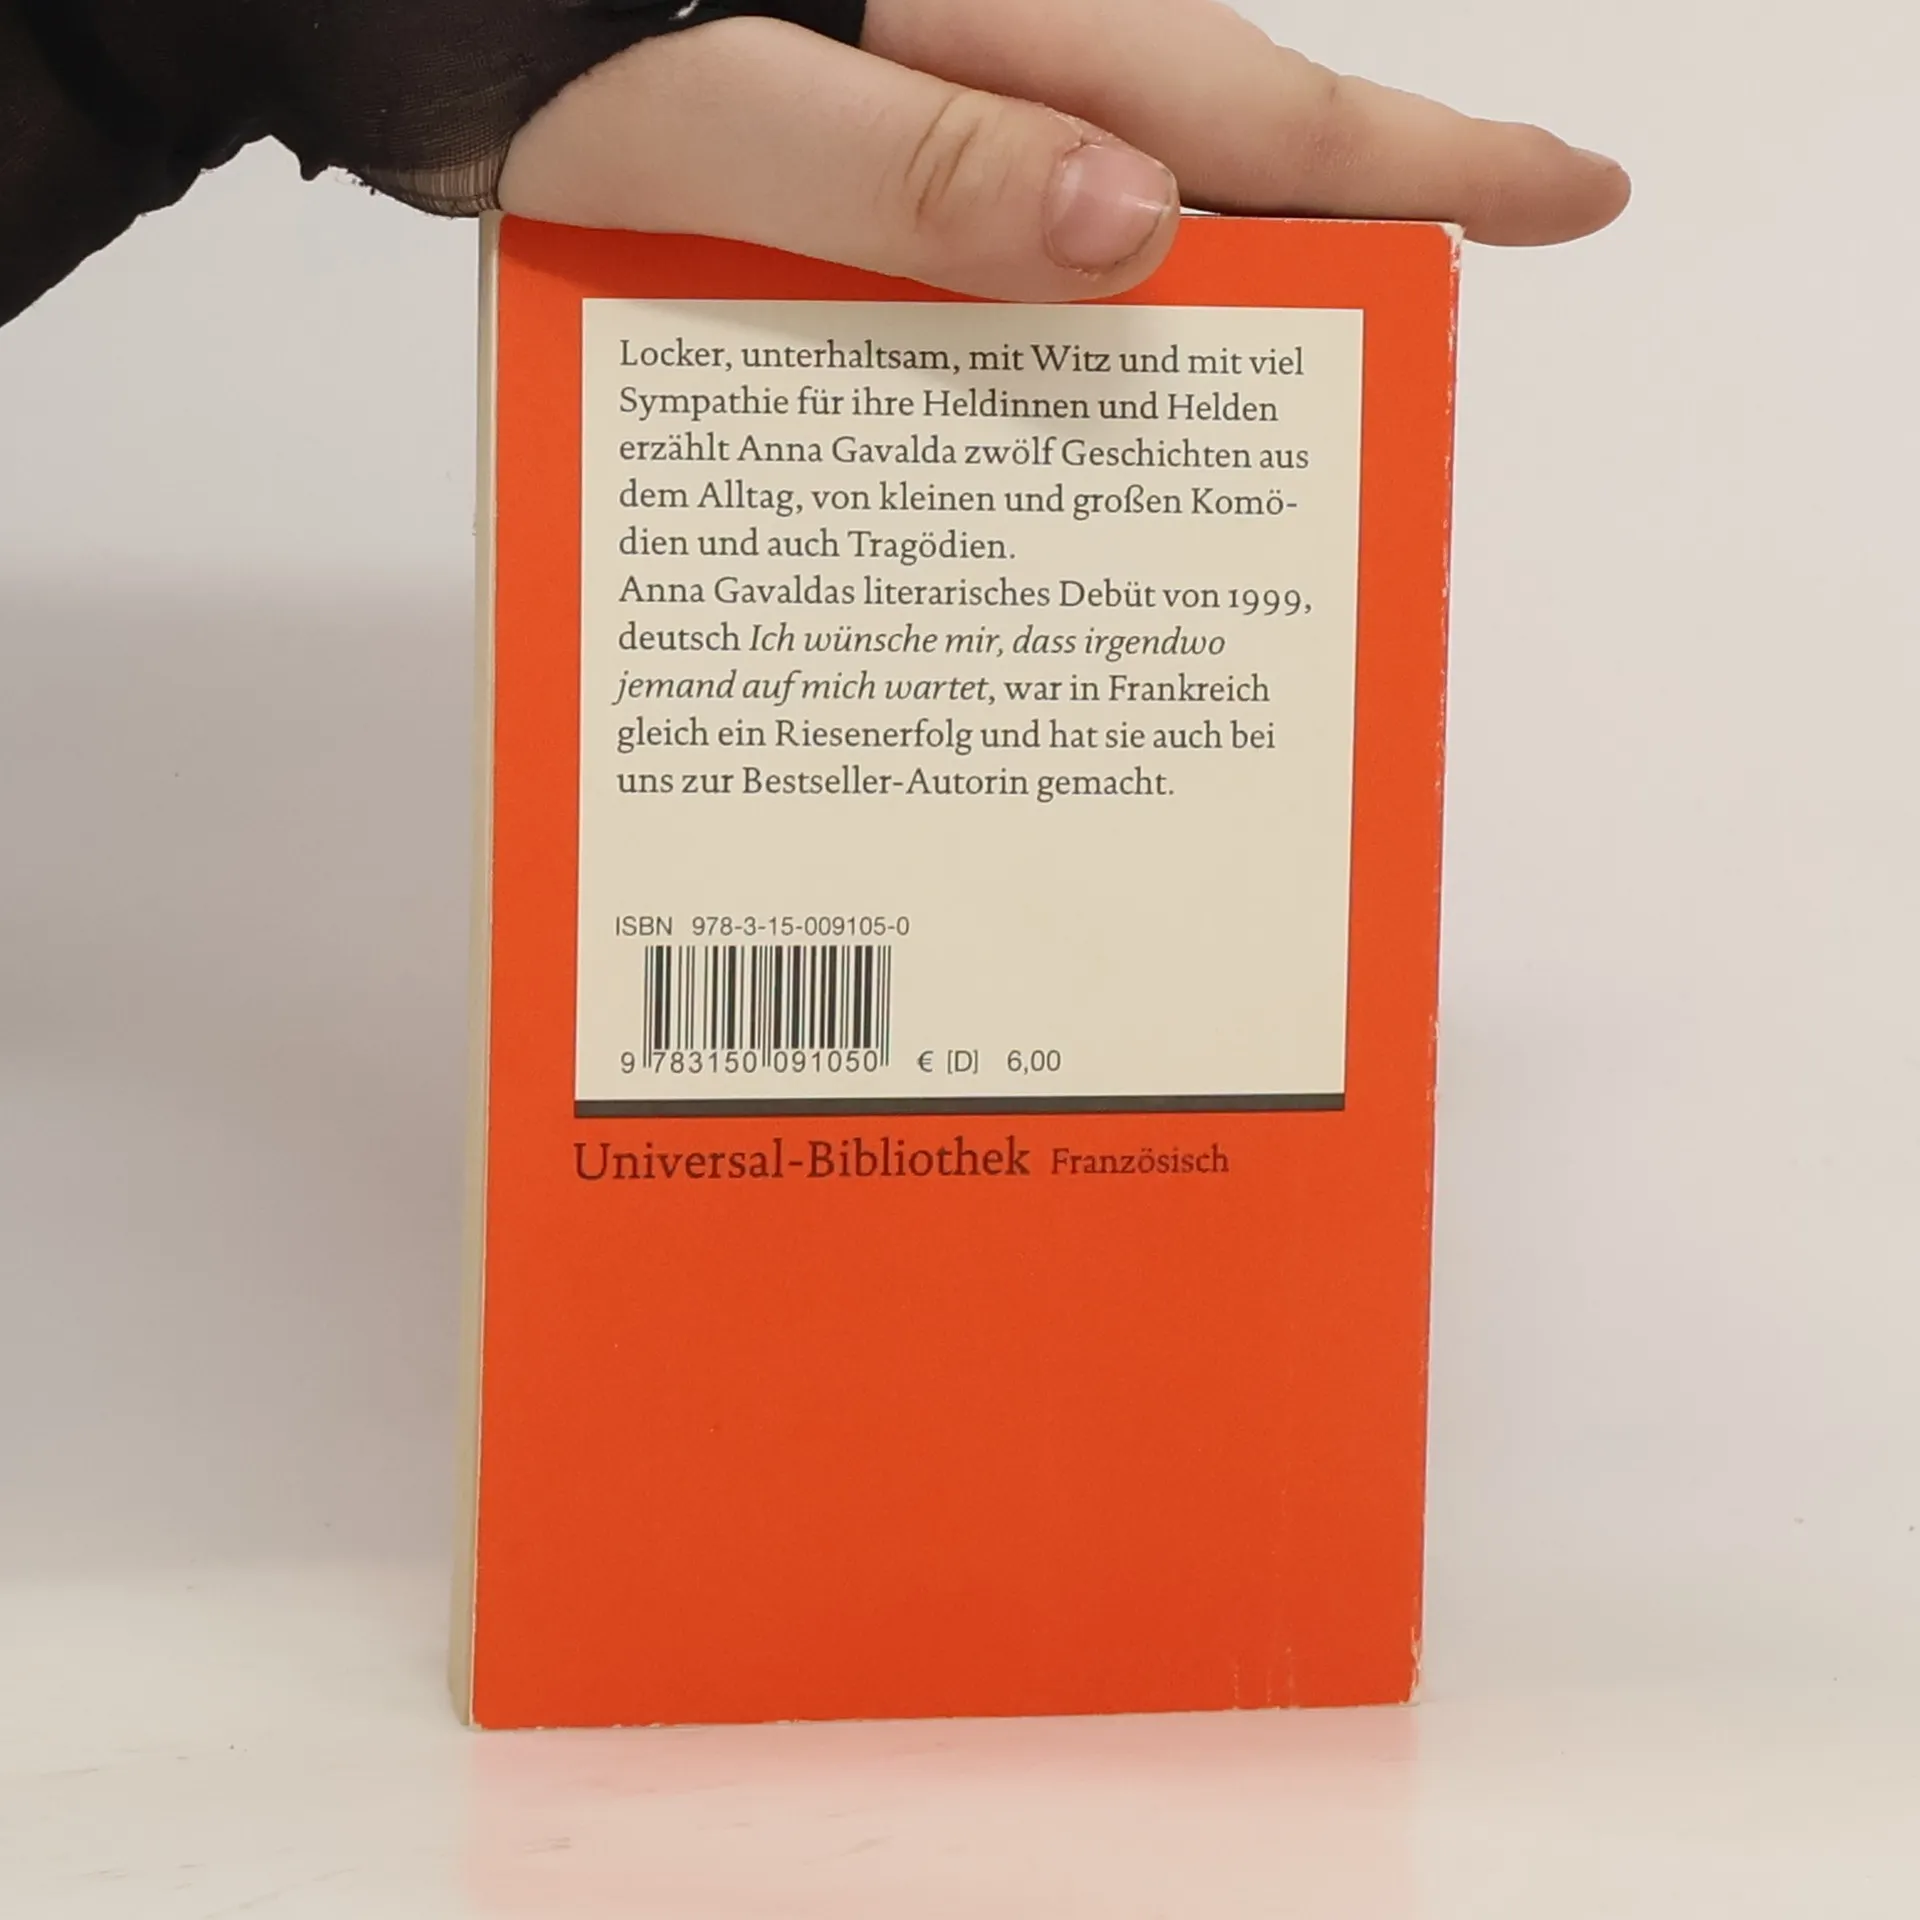 Locker, unterhaltsam, mit Witz und mit viel
Sympathie für ihre Heldinnen und Helden
erzählt Anna Gavalda zwölf Geschichten aus
dem Alltag, von kleinen und großen Komö-
dien und auch Tragödien.
Anna Gavaldas literarisches Debüt von 1999,
deutsch Ich wünsche mir, dass irgendwo
jemand auf mich wartet, war in Frankreich
gleich ein Riesenerfolg und hat sie auch bei
uns zur Bestseller-Autorin gemacht.
ISBN 978-3-15-009105-0
9 783150 091050 € [D] 6,00
Universal-Bibliothek Französisch